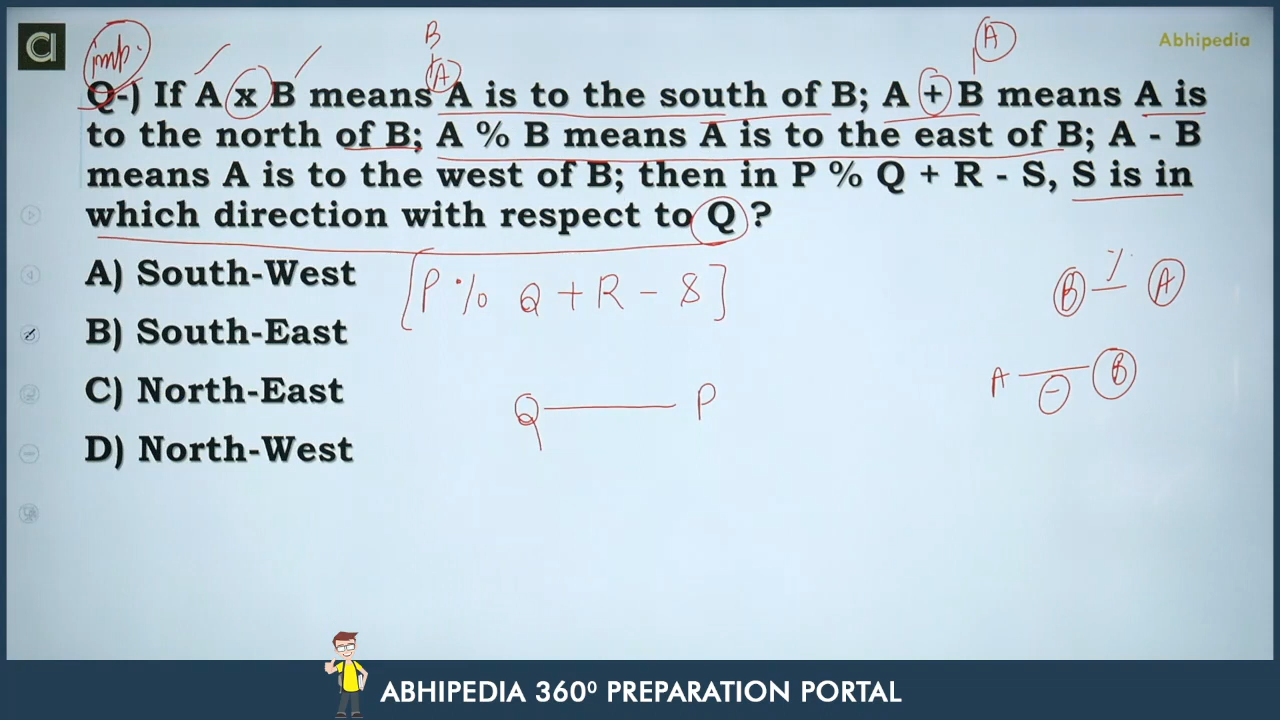 Abhipedia
imp.
B
A
A
Q-) If A x B means A is to the south of B; A + B means A is
to the north of B; A % B means A is to the east of B; A - B
means A is to the west of B; then in P % Q + R - S, S is in
which direction with respect to Q ?
A) South-West
[P % Q + R - S]
B % A
B) South-East
C) North-East
A - B
Q P
D) North-West
ABHIPEDIA 360⁰ PREPARATION PORTAL